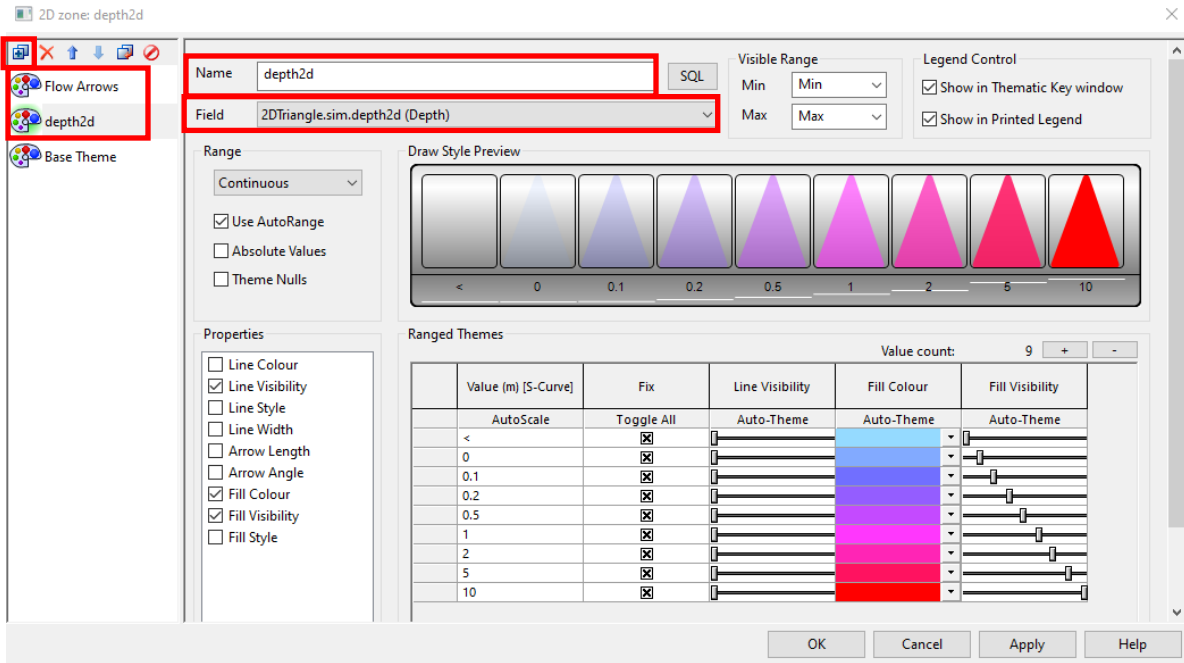 2D zone: depth2d
Flow Arrows
depth2d
Base Theme
Name depth2d SQL
Field 2DTriangle.sim.depth2d (Depth)
Visible Range
Min Min
Max Max
Legend Control
Show in Thematic Key window
Show in Printed Legend
Range
Continuous
Use AutoRange
Absolute Values
Theme Nulls
Draw Style Preview
< 0 0.1 0.2 0.5 1 2 5 10
Properties
Line Colour
Line Visibility
Line Style
Line Width
Arrow Length
Arrow Angle
Fill Colour
Fill Visibility
Fill Style
Ranged Themes
Value count: 9 + -
Value (m) [S-Curve] Fix Line Visibility Fill Colour Fill Visibility
AutoScale Toggle All Auto-Theme Auto-Theme Auto-Theme
<
0
0.1
0.2
0.5
1
2
5
10
OK Cancel Apply Help